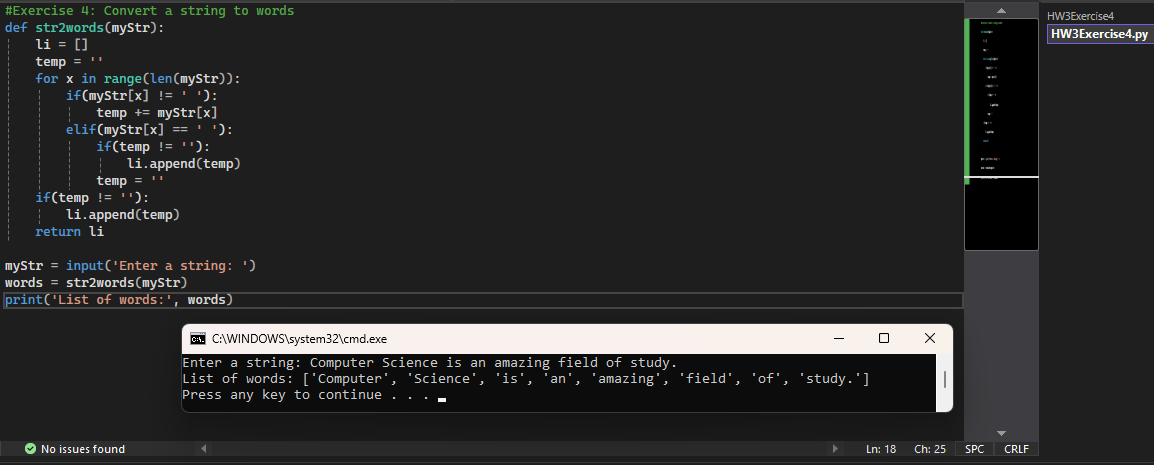 #Exercise 4: Convert a string to words
def str2words(myStr):
    li = []
    temp = ''
    for x in range(len(myStr)):
        if(myStr[x] != ' '):
            temp += myStr[x]
        elif(myStr[x] == ' '):
            if(temp != ''):
                li.append(temp)
            temp = ''
    if(temp != ''):
        li.append(temp)
    return li

myStr = input('Enter a string: ')
words = str2words(myStr)
print('List of words:', words)
HW3Exercise4
HW3Exercise4.py
C:\WINDOWS\system32\cmd.exe
Enter a string: Computer Science is an amazing field of study.
List of words: ['Computer', 'Science', 'is', 'an', 'amazing', 'field', 'of', 'study.']
Press any key to continue . . .
No issues found
Ln: 18 Ch: 25 SPC CRLF